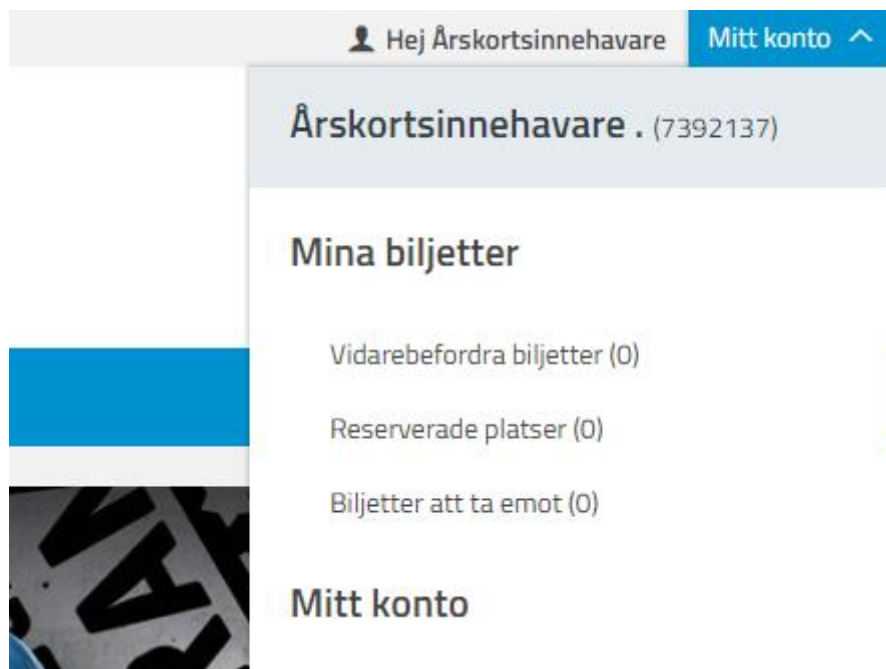 Hej Årskortsinnehavare
Mitt konto
Årskortsinnehavare . (7392137)
Mina biljetter
Vidarebefordra biljetter (0)
Reserverade platser (0)
Biljetter att ta emot (0)
Mitt konto